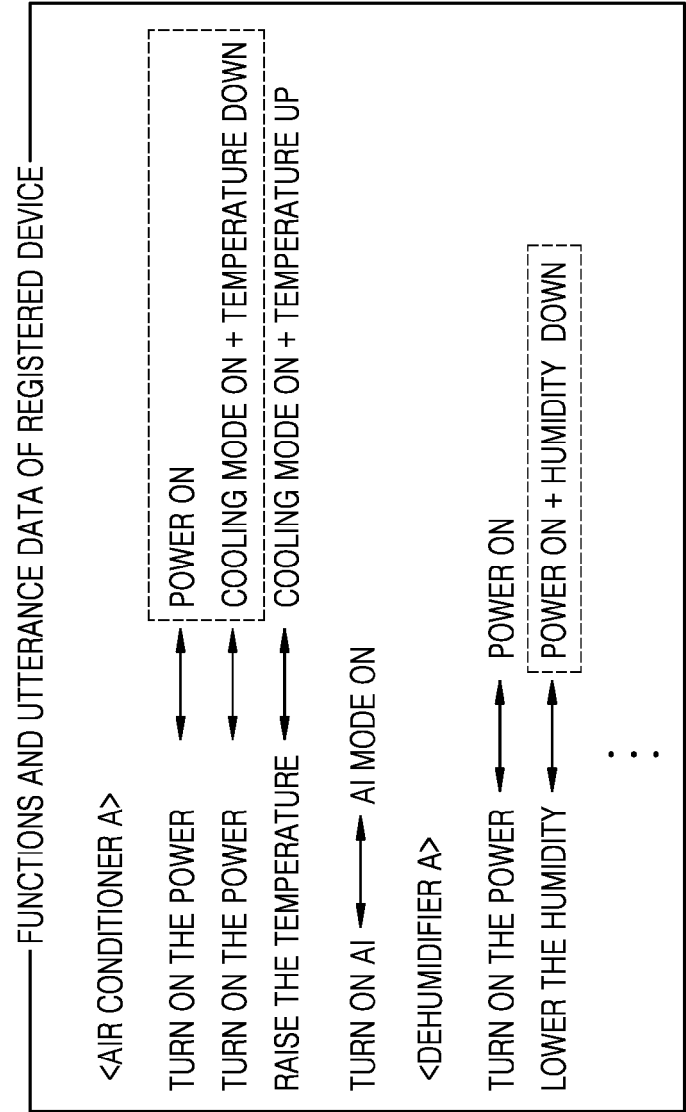 FUNCTIONS AND UTTERANCE DATA OF REGISTERED DEVICE
<AIR CONDITIONER A>
TURN ON THE POWER ↔ POWER ON
TURN ON THE POWER ↔ COOLING MODE ON + TEMPERATURE DOWN
RAISE THE TEMPERATURE ↔ COOLING MODE ON + TEMPERATURE UP
TURN ON AI ↔ AI MODE ON
<DEHUMIDIFIER A>
TURN ON THE POWER ↔ POWER ON
LOWER THE HUMIDITY ↔ POWER ON + HUMIDITY DOWN
. . .